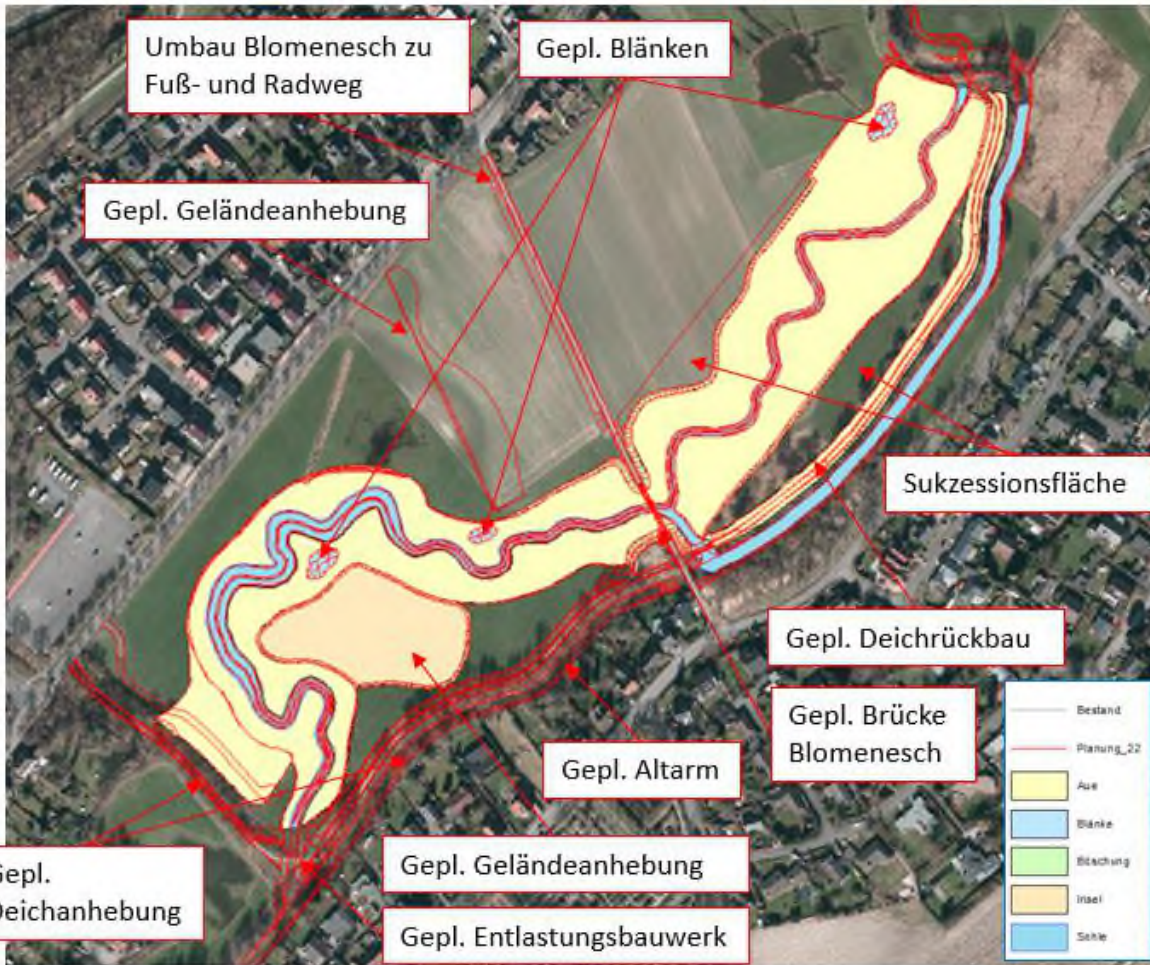 Umbau Blomenesch zu
Fuß- und Radweg
Gepl. Blänken
Gepl. Geländeanhebung
Sukzessionsfläche
Gepl. Deichrückbau
Gepl. Brücke
Blomenesch
Gepl. Altarm
Gepl. Geländeanhebung
Gepl. Entlastungsbauwerk
Gepl.
Deichanhebung
Bestand
Planung_22
Aue
Blänke
Böschung
Insel
Sohle